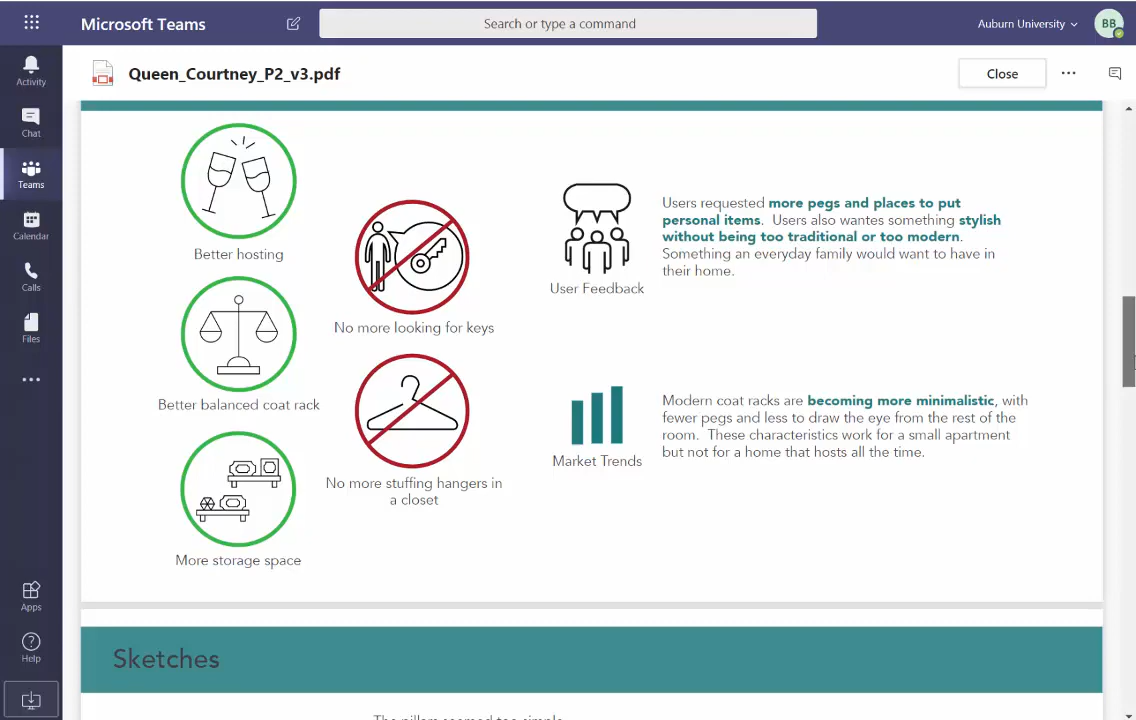 Microsoft Teams
Search or type a command
Auburn University
BB
Activity
Chat
Teams
Calendar
Calls
Files
Apps
Help
Queen_Courtney_P2_v3.pdf
Close
Better hosting
Better balanced coat rack
More storage space
No more looking for keys
No more stuffing hangers in
a closet
User Feedback
Users requested more pegs and places to put
personal items. Users also wantes something stylish
without being too traditional or too modern.
Something an everyday family would want to have in
their home.
Market Trends
Modern coat racks are becoming more minimalistic, with
fewer pegs and less to draw the eye from the rest of the
room. These characteristics work for a small apartment
but not for a home that hosts all the time.
Sketches
The pillars seemed too simple